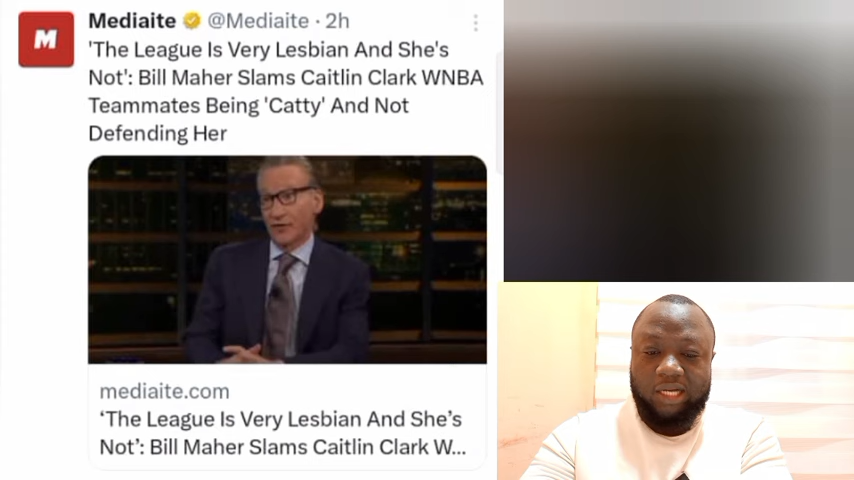 Mediaite @Mediaite · 2h
M
'The League Is Very Lesbian And She's
Not': Bill Maher Slams Caitlin Clark WNBA
Teammates Being 'Catty' And Not
Defending Her
mediaite.com
‘The League Is Very Lesbian And She’s
Not’: Bill Maher Slams Caitlin Clark W...